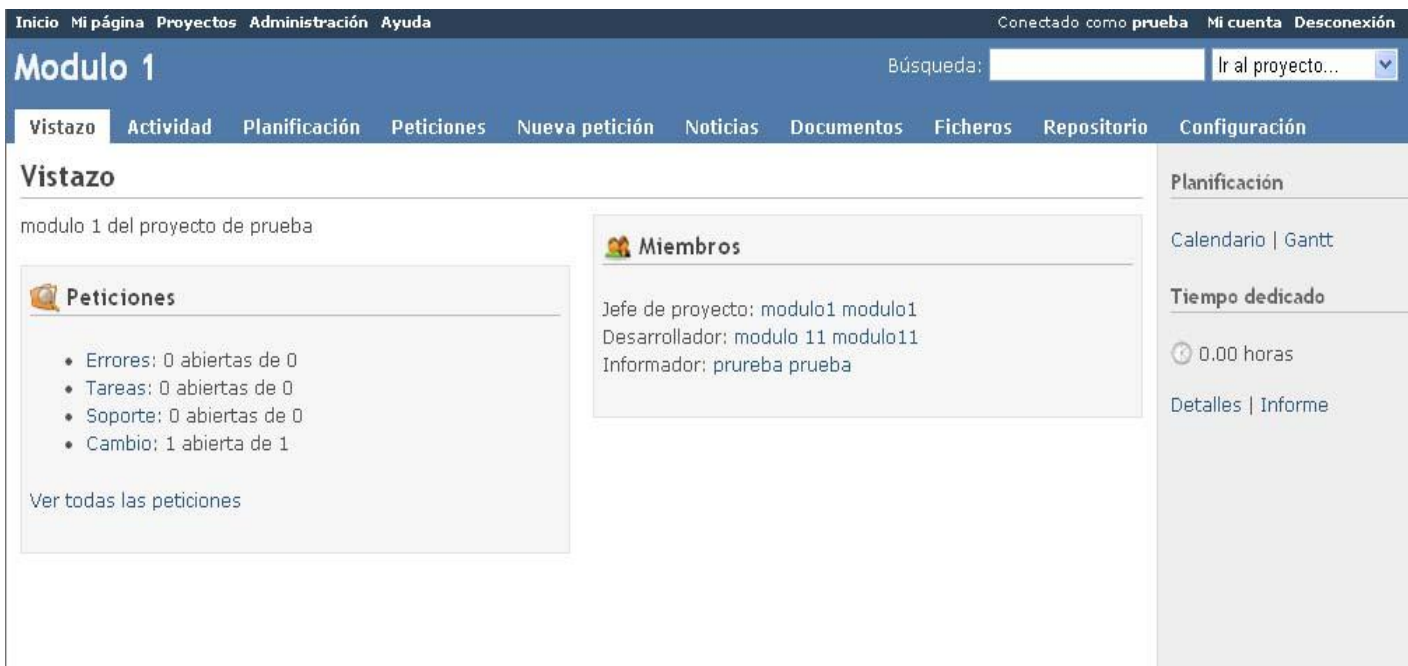 Inicio Mi página Proyectos Administración Ayuda
Conectado como prueba Mi cuenta Desconexión
Modulo 1
Búsqueda:
Ir al proyecto...
Vistazo Actividad Planificación Peticiones Nueva petición Noticias Documentos Ficheros Repositorio Configuración
Vistazo
modulo 1 del proyecto de prueba
Peticiones
Errores: 0 abiertas de 0
Tareas: 0 abiertas de 0
Soporte: 0 abiertas de 0
Cambio: 1 abierta de 1
Ver todas las peticiones
Miembros
Jefe de proyecto: modulo1 modulo1
Desarrollador: modulo 11 modulo11
Informador: prureba prueba
Planificación
Calendario | Gantt
Tiempo dedicado
0.00 horas
Detalles | Informe